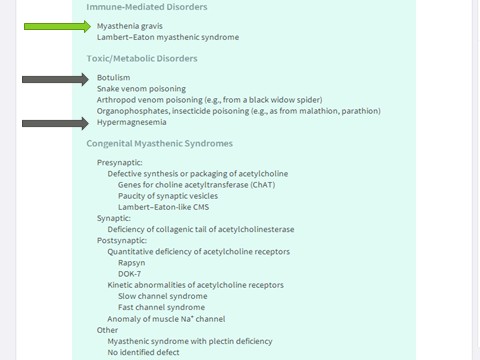 Immune-Mediated Disorders
Myasthenia gravis
Lambert–Eaton myasthenic syndrome
Toxic/Metabolic Disorders
Botulism
Snake venom poisoning
Arthropod venom poisoning (e.g., from a black widow spider)
Organophosphates, insecticide poisoning (e.g., as from malathion, parathion)
Hypermagnesemia
Congenital Myasthenic Syndromes
Presynaptic:
Defective synthesis or packaging of acetylcholine
Genes for choline acetyltransferase (ChAT)
Paucity of synaptic vesicles
Lambert–Eaton-like CMS
Synaptic:
Deficiency of collagenic tail of acetylcholinesterase
Postsynaptic:
Quantitative deficiency of acetylcholine receptors
Rapsyn
DOK-7
Kinetic abnormalities of acetylcholine receptors
Slow channel syndrome
Fast channel syndrome
Anomaly of muscle Na⁺ channel
Other
Myasthenic syndrome with plectin deficiency
No identified defect